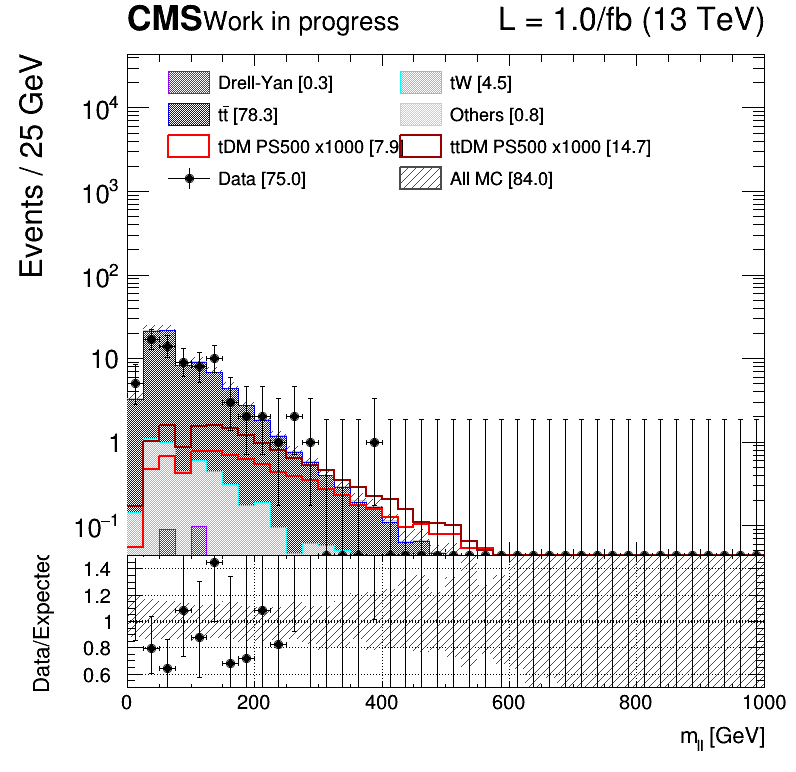 CMS Work in progress L = 1.0/fb (13 TeV)
Events / 25 GeV
Drell-Yan [0.3] tW [4.5]
tt̄ [78.3] Others [0.8]
tDM PS500 x1000 [7.9 ttDM PS500 x1000 [14.7]
Data [75.0] All MC [84.0]
10⁴
10³
10²
10
1
10⁻¹
Data/Expected
1.4
1.2
1
0.8
0.6
0 200 400 600 800 1000
m_ll [GeV]